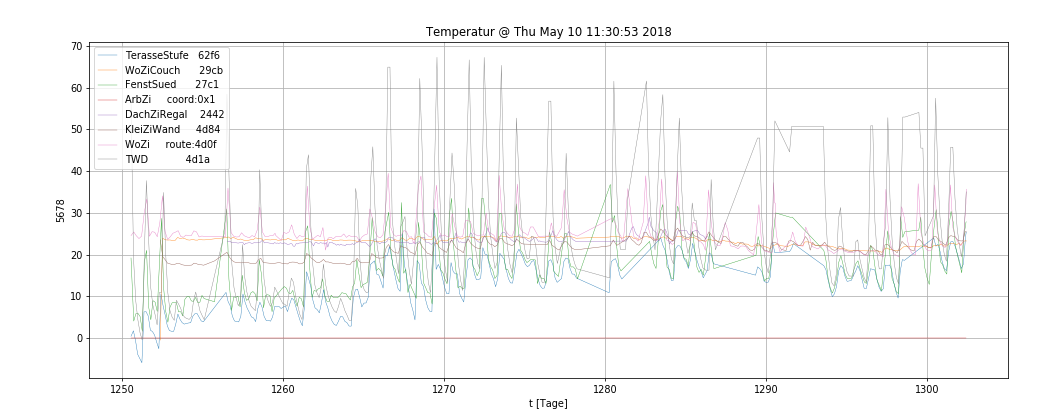 Temperatur @ Thu May 10 11:30:53 2018
70
60
50
40
30
20
10
0
5678
TerasseStufe 62f6
WoZiCouch 29cb
FenstSued 27c1
ArbZi coord:0x1
DachZiRegal 2442
KleiZiWand 4d84
WoZi route:4d0f
TWD 4d1a
1250 1260 1270 1280 1290 1300
t [Tage]